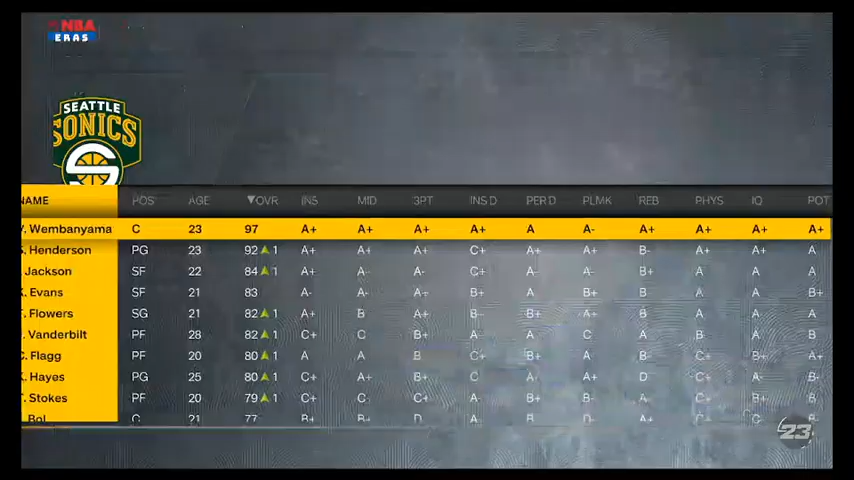 NBA
ERAS
SEATTLE
SONICS
NAME POS AGE ▼OVR INS MID 3PT INS D PER D PLMK REB PHYS IQ POT
. Wembanyama C 23 97 A+ A+ A+ A+ A A- A+ A+ A+ A+
. Henderson PG 23 92 ▲ 1 A+ A+ A+ C+ A+ A+ B- A+ A+ A
. Jackson SF 22 84 ▲ 1 A+ A- A- C+ A- A- B+ A A A
. Evans SF 21 83 A- A- A+ B+ A B+ B A A B+
. Flowers SG 21 82 ▲ 1 A+ B A+ B- B+ A+ B A A A
. Vanderbilt PF 28 82 ▲ 1 C+ C B+ A- A C A B- A B
. Flagg PF 20 80 ▲ 1 A A B C+ B+ A B- C+ B+ A+
. Hayes PG 25 80 ▲ 1 C+ A+ B+ C A A+ D C+ A- B-
. Stokes PF 20 79 ▲ 1 C+ C C+ A- B+ B- A C+ A- B
Bol C 21 77 B+ B+ D A- B D- A+ C+
23